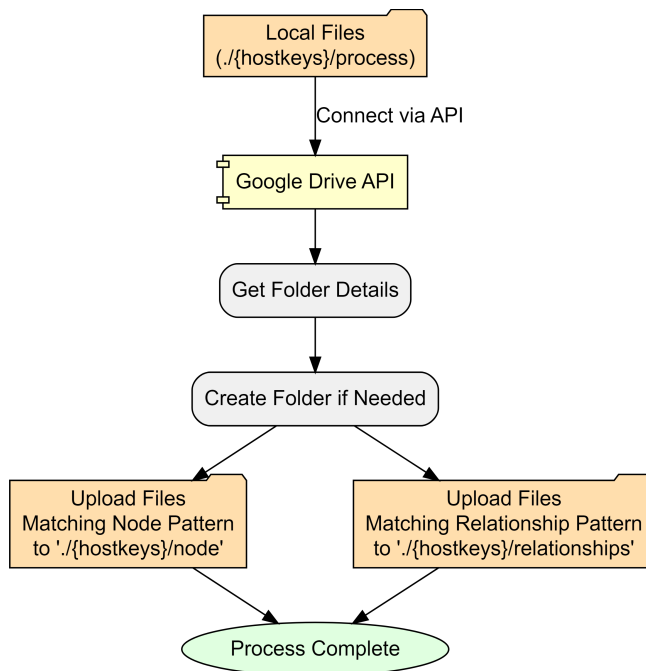 Local Files
(./{hostkeys}/process)
Connect via API
Google Drive API
Get Folder Details
Create Folder if Needed
Upload Files
Matching Node Pattern
to './{hostkeys}/node'
Upload Files
Matching Relationship Pattern
to './{hostkeys}/relationships'
Process Complete